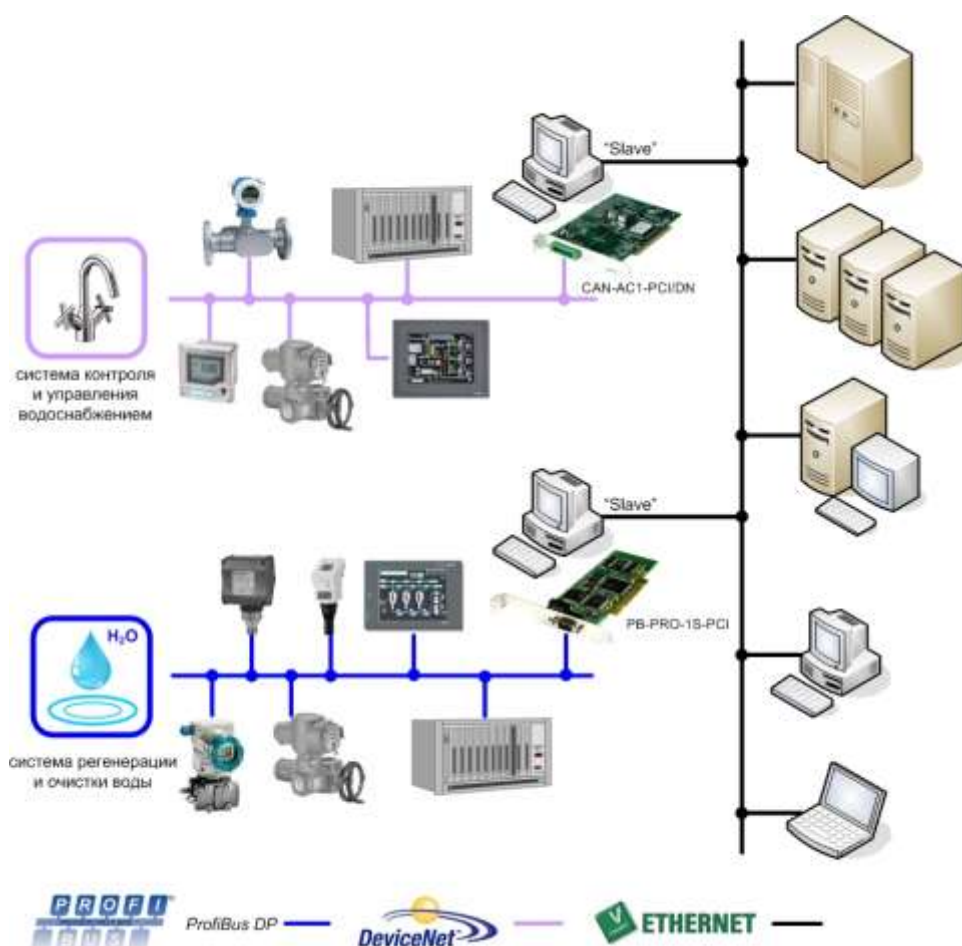 "Slave"
CAN-AC1-PCI/DN
система контроля
и управления
водоснабжением
"Slave"
PB-PRO-1S-PCI
H₂O
система регенерации
и очистки воды
PROFI
BUS
ProfiBus DP
DeviceNet
ETHERNET